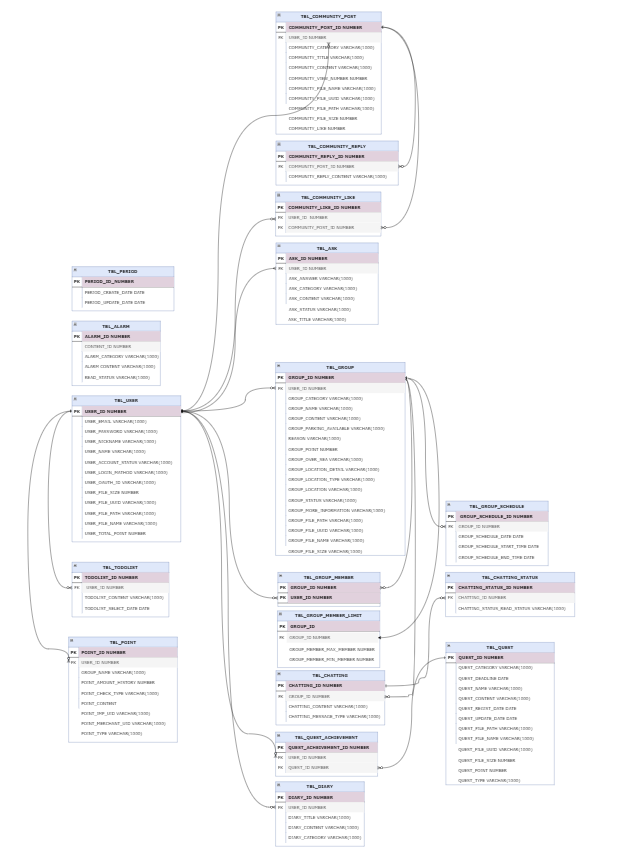 TBL_COMMUNITY_POST
PK COMMUNITY_POST_ID NUMBER
FK USER_ID NUMBER
COMMUNITY_CATEGORY VARCHAR(1000)
COMMUNITY_TITLE VARCHAR(1000)
COMMUNITY_CONTENT VARCHAR(1000)
COMMUNITY_VIEW_NUMBER NUMBER
COMMUNITY_FILE_NAME VARCHAR(1000)
COMMUNITY_FILE_UUID VARCHAR(1000)
COMMUNITY_FILE_PATH VARCHAR(1000)
COMMUNITY_FILE_SIZE NUMBER
COMMUNITY_LIKE NUMBER
TBL_COMMUNITY_REPLY
PK COMMUNITY_REPLY_ID NUMBER
FK COMMUNITY_POST_ID NUMBER
COMMUNITY_REPLY_CONTENT VARCHAR(1000)
TBL_COMMUNITY_LIKE
PK COMMUNITY_LIKE_ID NUMBER
FK USER_ID NUMBER
FK COMMUNITY_POST_ID NUMBER
TBL_ASK
PK ASK_ID NUMBER
FK USER_ID NUMBER
ASK_ANSWER VARCHAR(1000)
ASK_CATEGORY VARCHAR(1000)
ASK_CONTENT VARCHAR(1000)
ASK_STATUS VARCHAR(1000)
ASK_TITLE VARCHAR(1000)
TBL_PERIOD
PK PERIOD_ID_NUMBER
PERIOD_CREATE_DATE DATE
PERIOD_UPDATE_DATE DATE
TBL_ALARM
PK ALARM_ID NUMBER
CONTENT_ID NUMBER
ALARM_CATEGORY VARCHAR(1000)
ALARM CONTENT VARCHAR(1000)
READ_STATUS VARCHAR(1000)
TBL_USER
PK USER_ID NUMBER
USER_EMAIL VARCHAR(1000)
USER_PASSWORD VARCHAR(1000)
USER_NICKNAME VARCHAR(1000)
USER_NAME VARCHAR(1000)
USER_ACCOUNT_STATUS VARCHAR(1000)
USER_LOGIN_METHOD VARCHAR(1000)
USER_OAUTH_ID VARCHAR(1000)
USER_FILE_SIZE NUMBER
USER_FILE_UUID VARCHAR(1000)
USER_FILE_PATH VARCHAR(1000)
USER_FILE_NAME VARCHAR(1000)
USER_TOTAL_POINT NUMBER
TBL_TODOLIST
PK TODOLIST_ID NUMBER
FK USER_ID NUMBER
TODOLIST_CONTENT VARCHAR(1000)
TODOLIST_SELECT_DATE DATE
TBL_POINT
PK POINT_ID NUMBER
FK USER_ID NUMBER
GROUP_NAME VARCHAR(1000)
POINT_AMOUNT_HISTORY NUMBER
POINT_CHECK_TYPE VARCHAR(1000)
POINT_CONTENT
POINT_IMP_UID VARCHAR(1000)
POINT_MERCHANT_UID VARCHAR(1000)
POINT_TYPE VARCHAR(1000)
TBL_GROUP
PK GROUP_ID NUMBER
FK USER_ID NUMBER
GROUP_CATEGORY VARCHAR(1000)
GROUP_NAME VARCHAR(1000)
GROUP_CONTENT VARCHAR(1000)
GROUP_PARKING_AVAILABLE VARCHAR(1000)
REASON VARCHAR(1000)
GROUP_POINT NUMBER
GROUP_OVER_SEA VARCHAR(1000)
GROUP_LOCATION_DETAIL VARCHAR(1000)
GROUP_LOCATION_TYPE VARCHAR(1000)
GROUP_LOCATION VARCHAR(1000)
GROUP_STATUS VARCHAR(1000)
GROUP_MORE_INFORMATION VARCHAR(1000)
GROUP_FILE_PATH VARCHAR(1000)
GROUP_FILE_UUID VARCHAR(1000)
GROUP_FILE_NAME VARCHAR(1000)
GROUP_FILE_SIZE VARCHAR(1000)
TBL_GROUP_MEMBER
PK GROUP_ID NUMBER
PK USER_ID NUMBER
TBL_GROUP_MEMBER_LIMIT
PK GROUP_ID
FK GROUP_ID NUMBER
GROUP_MEMBER_MAX_MEMBER NUMBER
GROUP_MEMBER_MIN_MEMBER NUMBER
TBL_CHATTING
PK CHATTING_ID NUMBER
FK GROUP_ID NUMBER
CHATTING_CONTENT VARCHAR(1000)
CHATTING_MESSAGE_TYPE VARCHAR(1000)
TBL_QUEST_ACHIEVEMENT
PK QUEST_ACHIEVEMENT_ID NUMBER
FK USER_ID NUMBER
FK QUEST_ID NUMBER
TBL_DIARY
PK DIARY_ID NUMBER
FK USER_ID NUMBER
DIARY_TITLE VARCHAR(1000)
DIARY_CONTENT VARCHAR(1000)
DIARY_CATEGORY VARCHAR(1000)
TBL_GROUP_SCHEDULE
PK GROUP_SCHEDULE_ID NUMBER
FK GROUP_ID NUMBER
GROUP_SCHEDULE_DATE DATE
GROUP_SCHEDULE_START_TIME DATE
GROUP_SCHEDULE_END_TIME DATE
TBL_CHATTING_STATUS
PK CHATTING_STATUS_ID NUMBER
FK CHATTING_ID NUMBER
CHATTING_STATUS_READ_STATUS VARCHAR(1000)
TBL_QUEST
PK QUEST_ID NUMBER
QUEST_CATEGORY VARCHAR(1000)
QUEST_DEADLINE DATE
QUEST_NAME VARCHAR(1000)
QUEST_CONTENT VARCHAR(1000)
QUEST_RECENT_DATE DATE
QUEST_UPDATE_DATE DATE
QUEST_FILE_PATH VARCHAR(1000)
QUEST_FILE_NAME VARCHAR(1000)
QUEST_FILE_UUID VARCHAR(1000)
QUEST_FILE_SIZE NUMBER
QUEST_POINT NUMBER
QUEST_TYPE VARCHAR(1000)